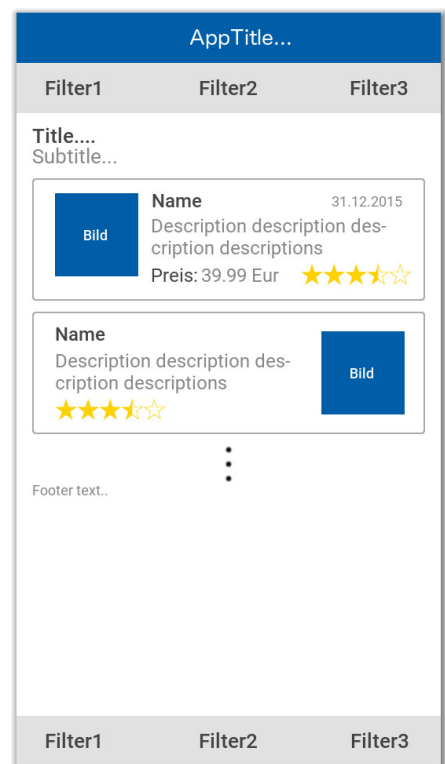 AppTitle...
Filter1 Filter2 Filter3
Title....
Subtitle...
Bild
Name 31.12.2015
Description description des-
cription descriptions
Preis: 39.99 Eur
Name
Description description des-
cription descriptions
Bild
Footer text..
Filter1 Filter2 Filter3